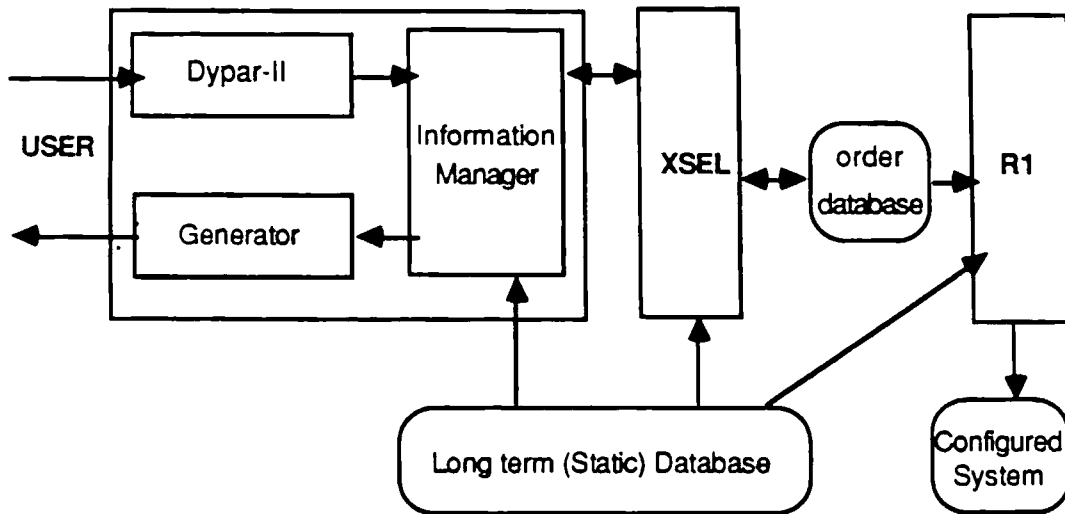 Dypar-II
USER
Information
Manager
Generator
XSEL
order
database
R1
Long term (Static) Database
Configured
System